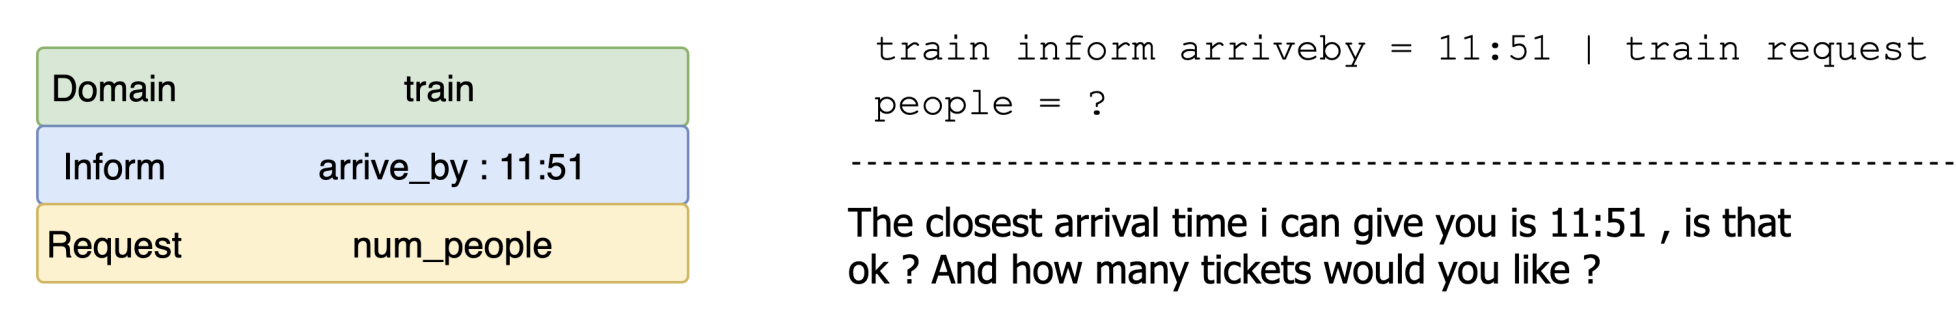 Domain train
Inform arrive_by : 11:51
Request num_people
train inform arriveby = 11:51 | train request
people = ?
The closest arrival time i can give you is 11:51 , is that
ok ? And how many tickets would you like ?